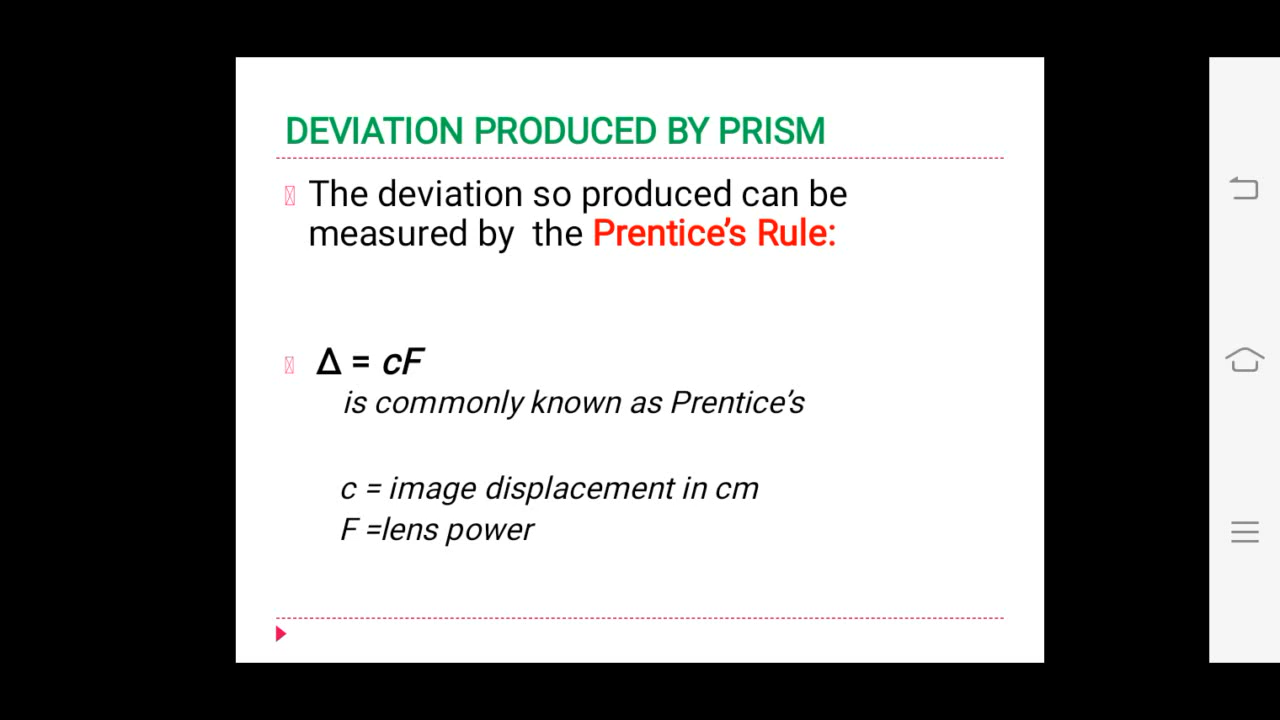 DEVIATION PRODUCED BY PRISM
The deviation so produced can be
measured by the Prentice’s Rule:
Δ = cF
is commonly known as Prentice’s
c = image displacement in cm
F =lens power